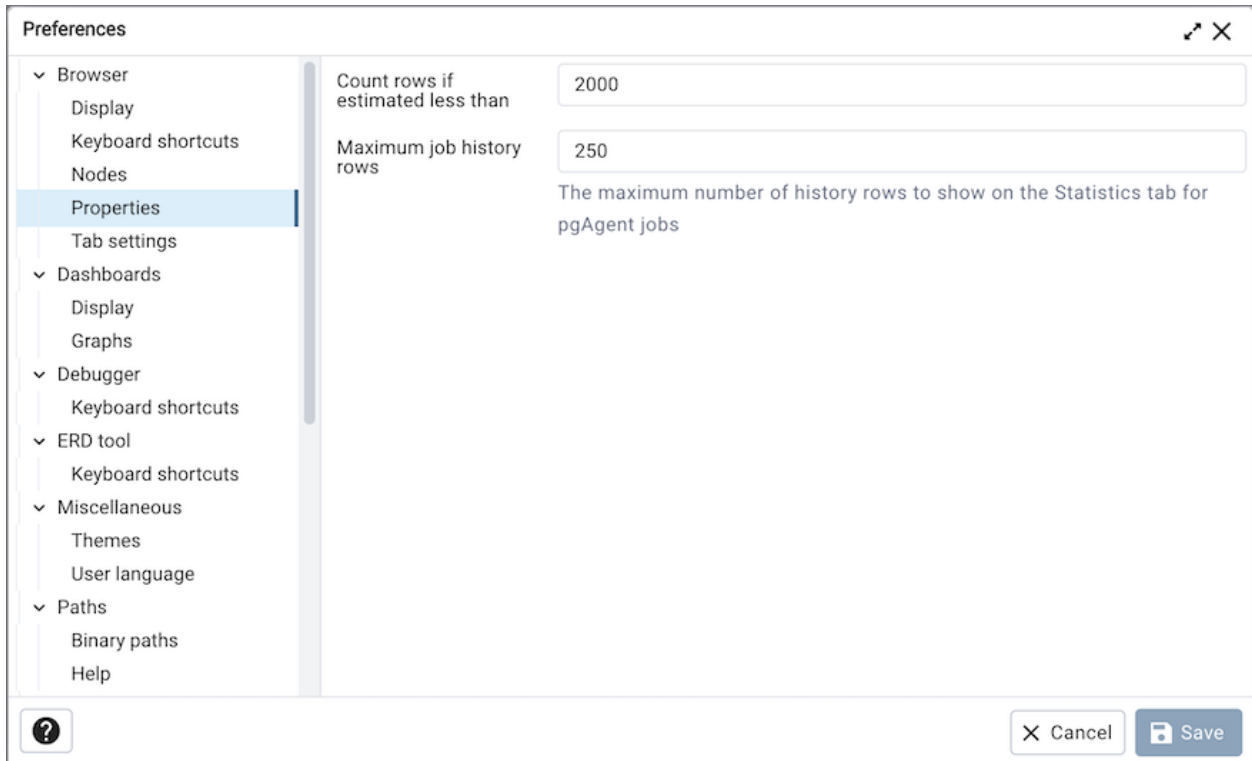 Preferences
Browser
Display
Keyboard shortcuts
Nodes
Properties
Tab settings
Dashboards
Display
Graphs
Debugger
Keyboard shortcuts
ERD tool
Keyboard shortcuts
Miscellaneous
Themes
User language
Paths
Binary paths
Help
Count rows if
estimated less than
2000
Maximum job history
rows
250
The maximum number of history rows to show on the Statistics tab for
pgAgent jobs
?
Cancel
Save